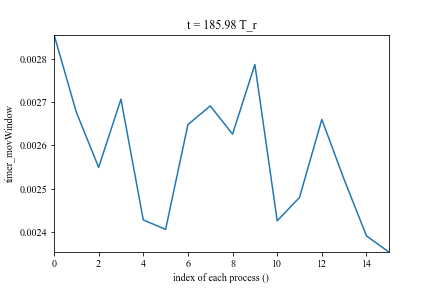 t = 185.98 T_r
timer_movWindow
0.0028
0.0027
0.0026
0.0025
0.0024
0 2 4 6 8 10 12 14
index of each process ()